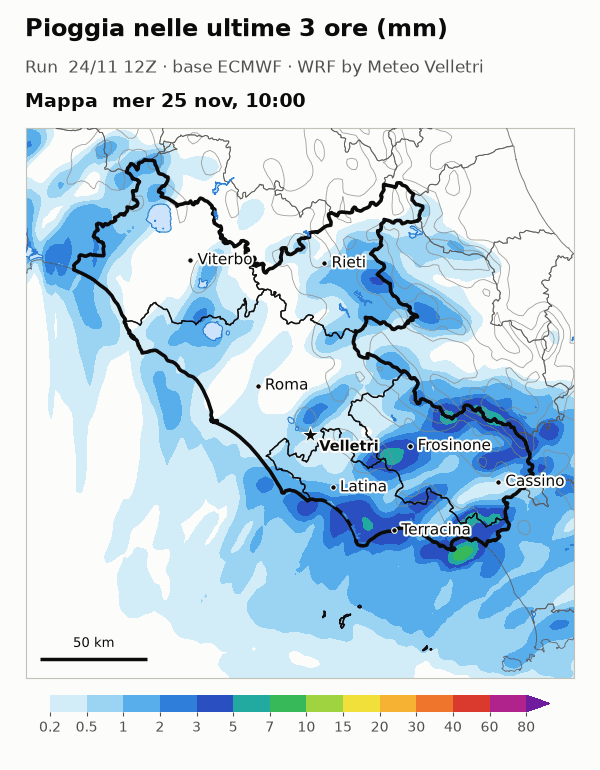 Pioggia nelle ultime 3 ore (mm)
Run  24/11 12Z · base ECMWF · WRF by Meteo Velletri
Mappa  mer 25 nov, 10:00
Viterbo
Rieti
Roma
Velletri
Frosinone
Cassino
Latina
Terracina
50 km
0.2 0.5 1 2 3 5 7 10 15 20 30 40 60 80